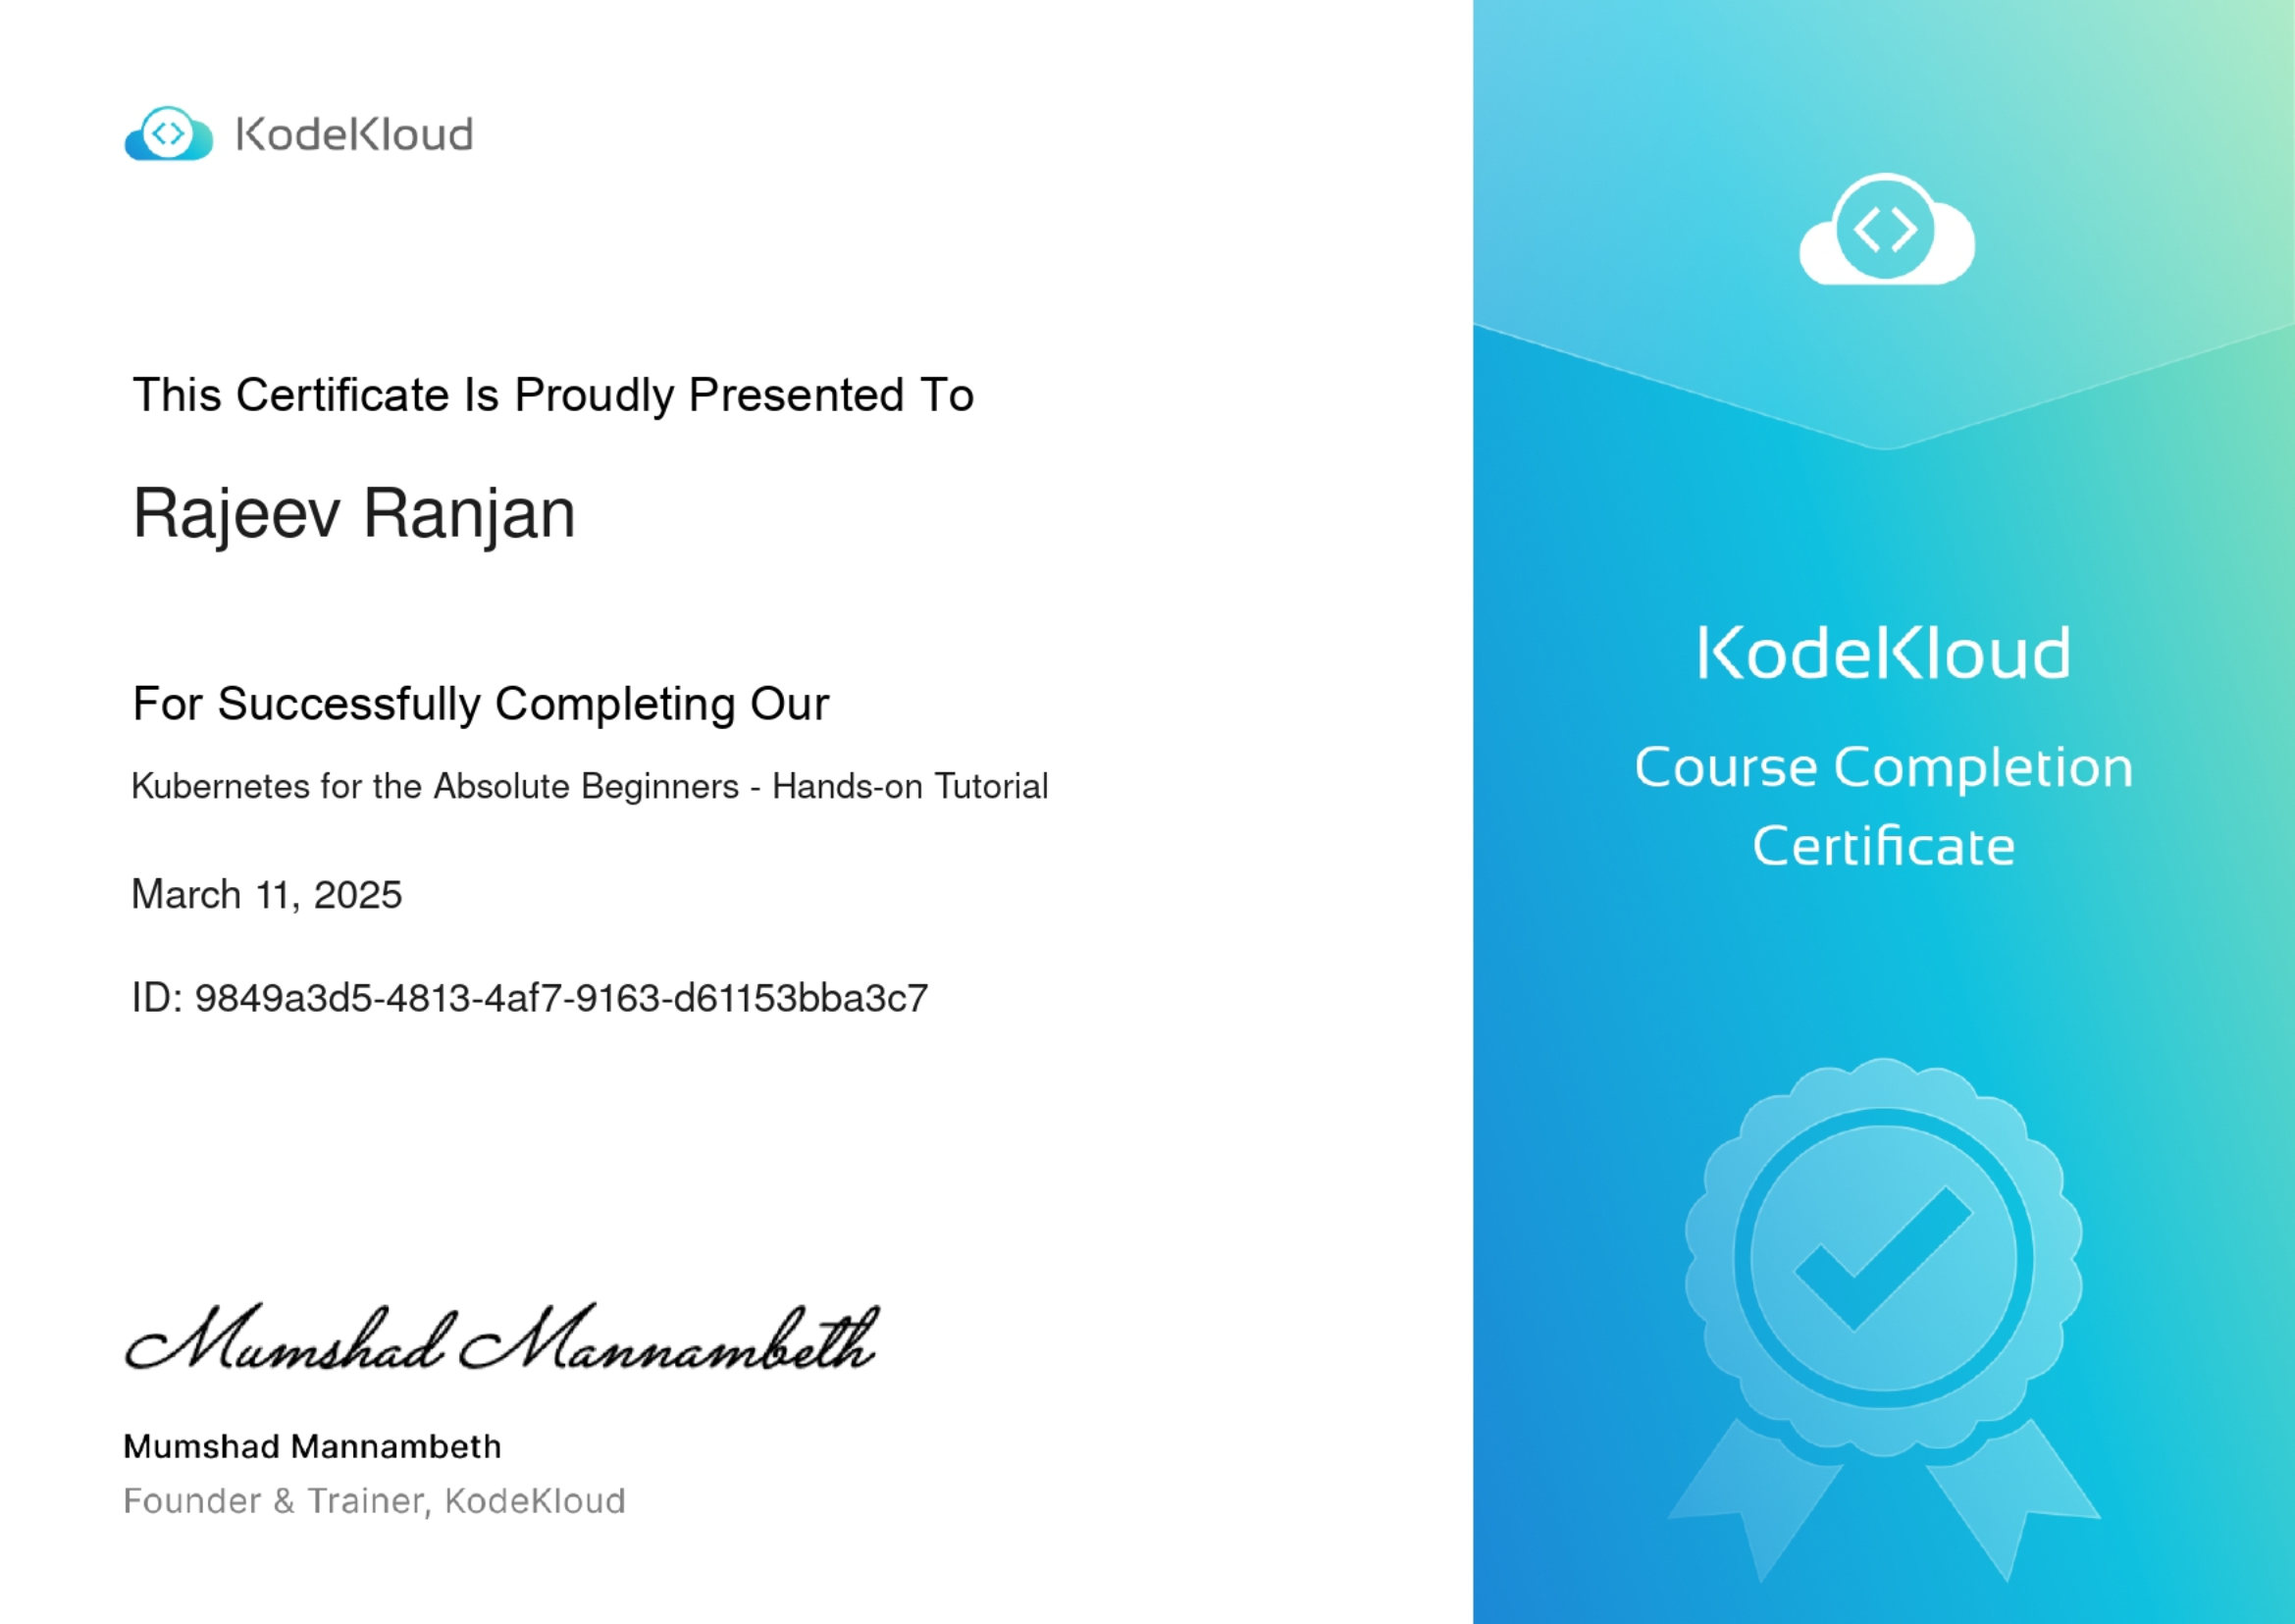 KodeKloud
This Certificate Is Proudly Presented To
Rajeev Ranjan
For Successfully Completing Our
Kubernetes for the Absolute Beginners - Hands-on Tutorial
March 11, 2025
ID: 9849a3d5-4813-4af7-9163-d61153bba3c7
Mumshad Mannambeth
Mumshad Mannambeth
Founder & Trainer, KodeKloud
KodeKloud
Course Completion
Certificate